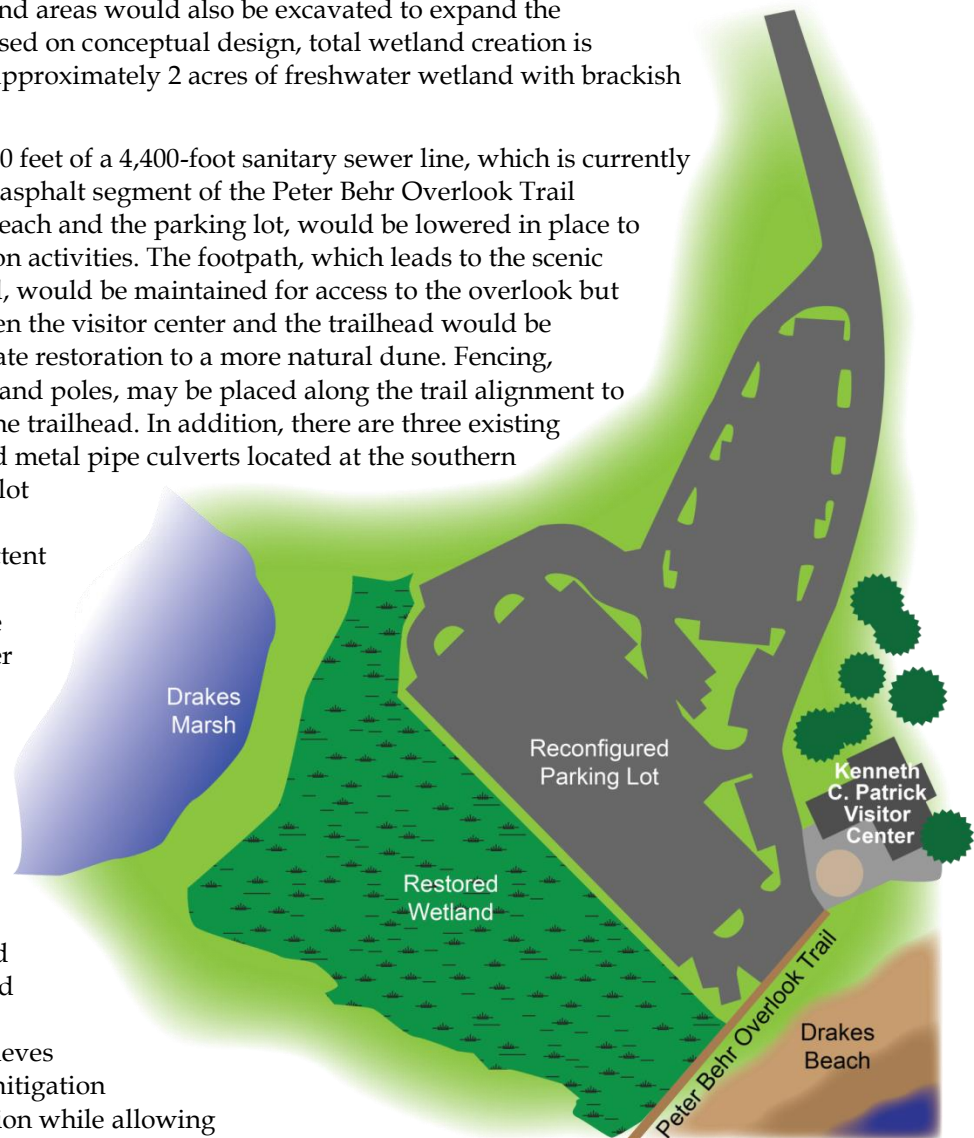 nd areas would also be excavated to expand the
sed on conceptual design, total wetland creation is
pproximately 2 acres of freshwater wetland with brackish
0 feet of a 4,400-foot sanitary sewer line, which is currently
asphalt segment of the Peter Behr Overlook Trail
each and the parking lot, would be lowered in place to
on activities. The footpath, which leads to the scenic
l, would be maintained for access to the overlook but
en the visitor center and the trailhead would be
ate restoration to a more natural dune. Fencing,
and poles, may be placed along the trail alignment to
he trailhead. In addition, there are three existing
d metal pipe culverts located at the southern
lot
tent
e
er
d
d
ieves
mitigation
ion while allowing
Drakes
Marsh
Reconfigured
Parking Lot
Kenneth
C. Patrick
Visitor
Center
Restored
Wetland
Peter Behr Overlook Trail
Drakes
Beach